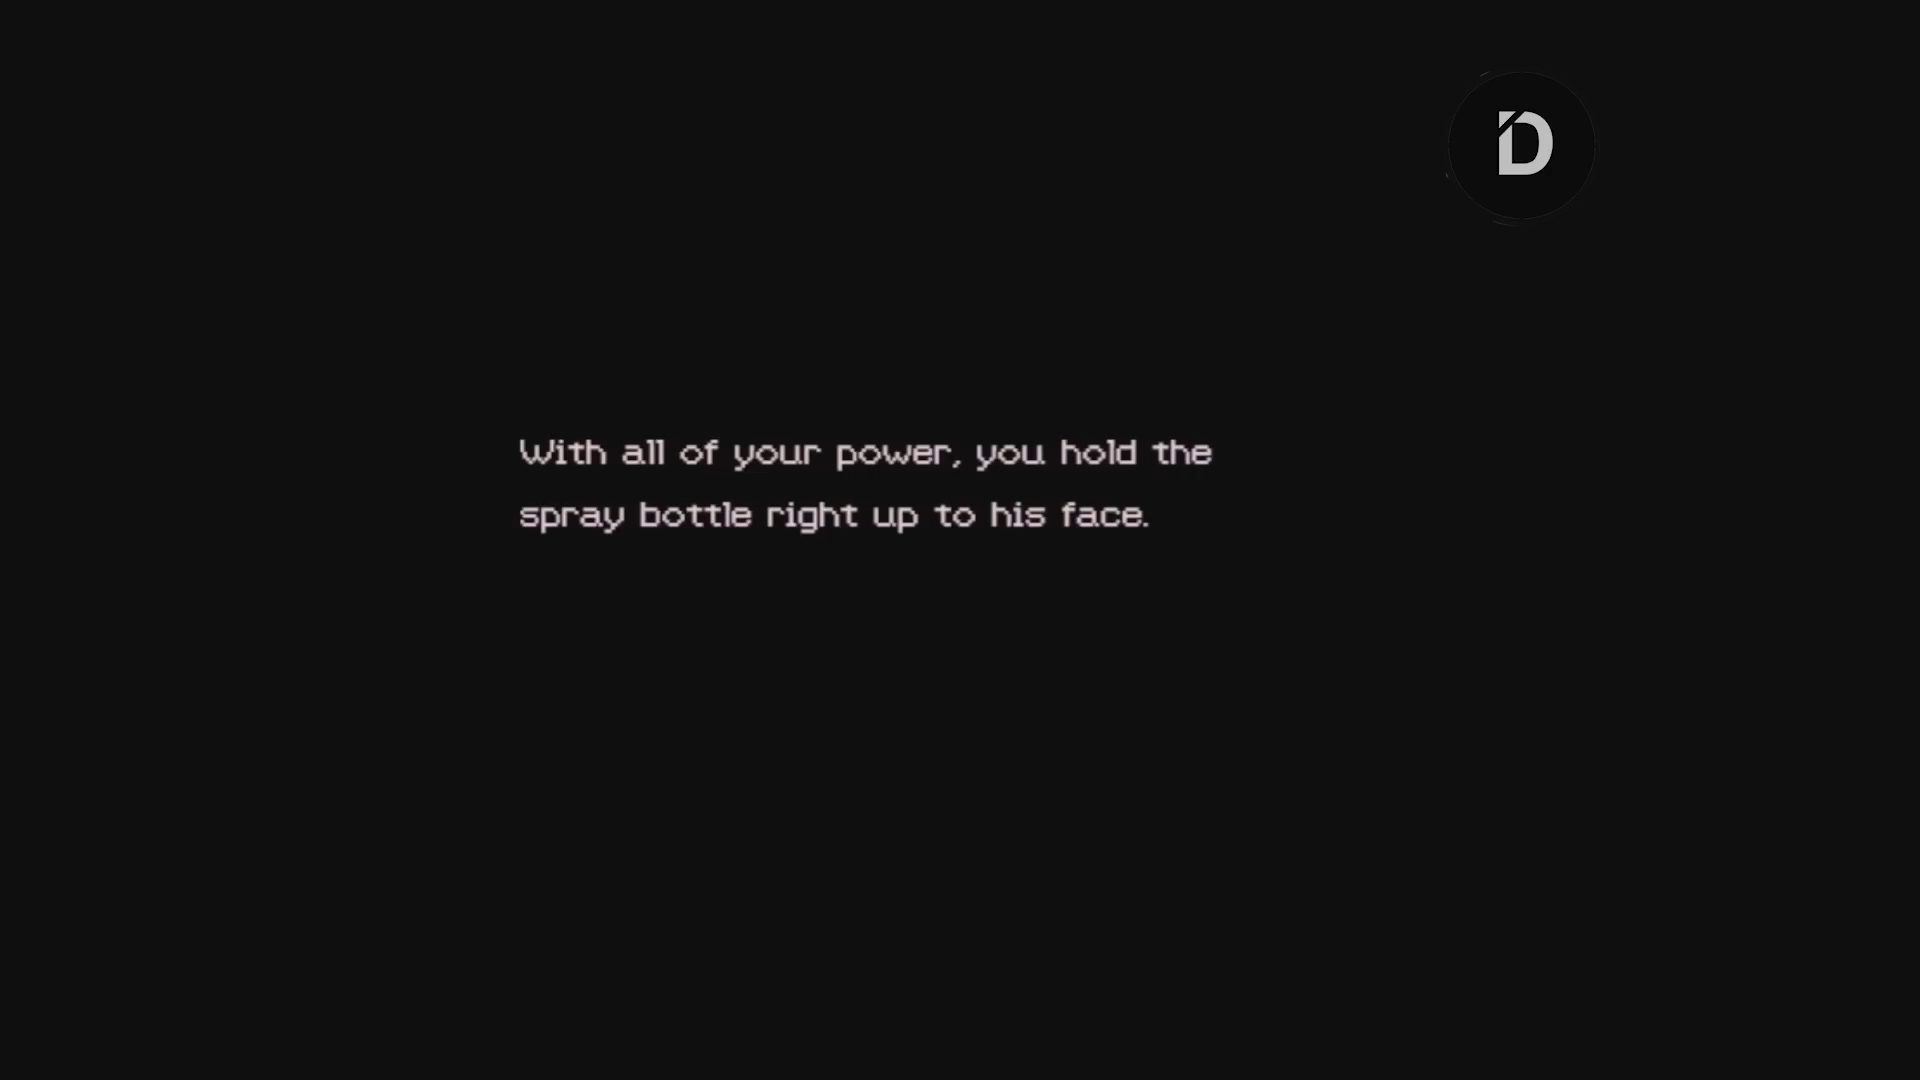 D
With all of your power, you hold the
spray bottle right up to his face.